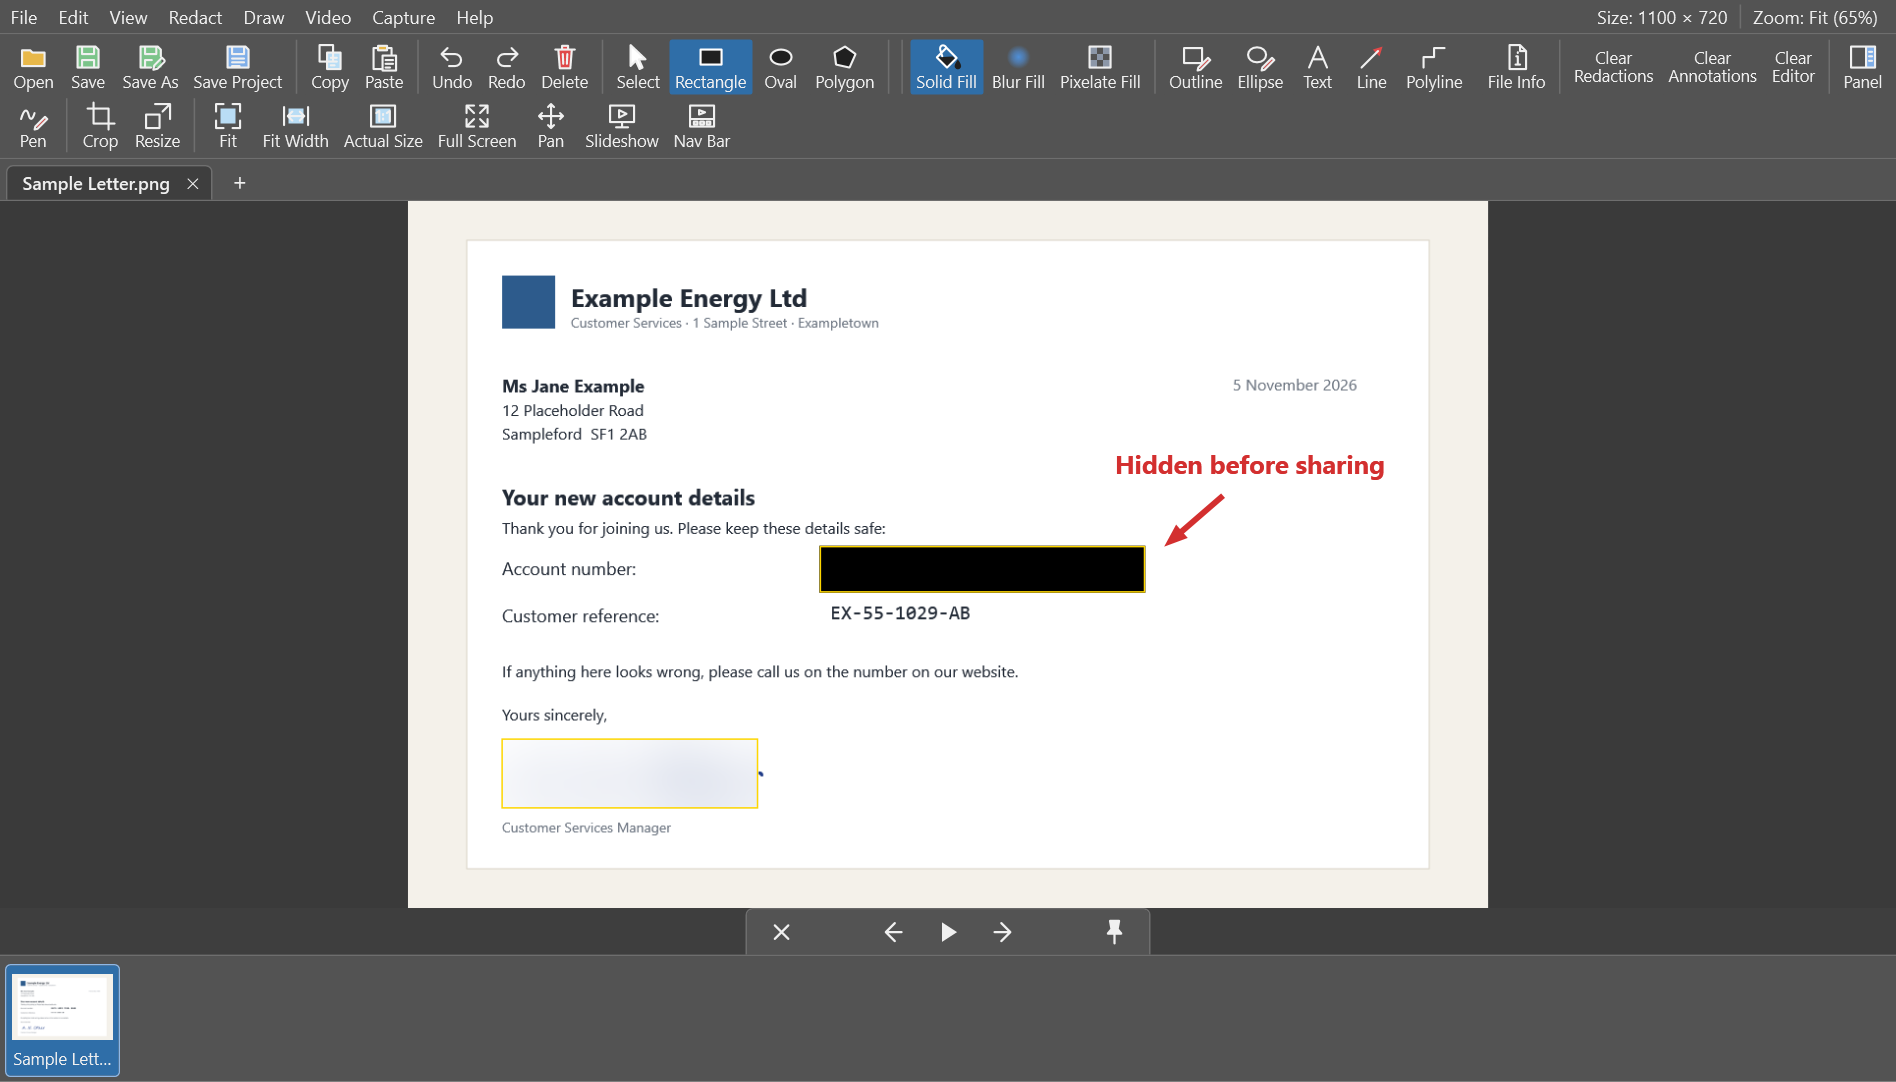 File Edit View Redact Draw Video Capture Help Size: 1100 × 720 Zoom: Fit (65%)
Open Save Save As Save Project Copy Paste Undo Redo Delete Select Rectangle Oval Polygon Solid Fill Blur Fill Pixelate Fill Outline Ellipse Text Line Polyline File Info Clear Redactions Clear Annotations Clear Editor Panel
Pen Crop Resize Fit Fit Width Actual Size Full Screen Pan Slideshow Nav Bar
Sample Letter.png
Example Energy Ltd
Customer Services · 1 Sample Street · Exampletown
Ms Jane Example
5 November 2026
12 Placeholder Road
Sampleford SF1 2AB
Hidden before sharing
Your new account details
Thank you for joining us. Please keep these details safe:
Account number:
Customer reference: EX-55-1029-AB
If anything here looks wrong, please call us on the number on our website.
Yours sincerely,
Customer Services Manager
Sample Lett...